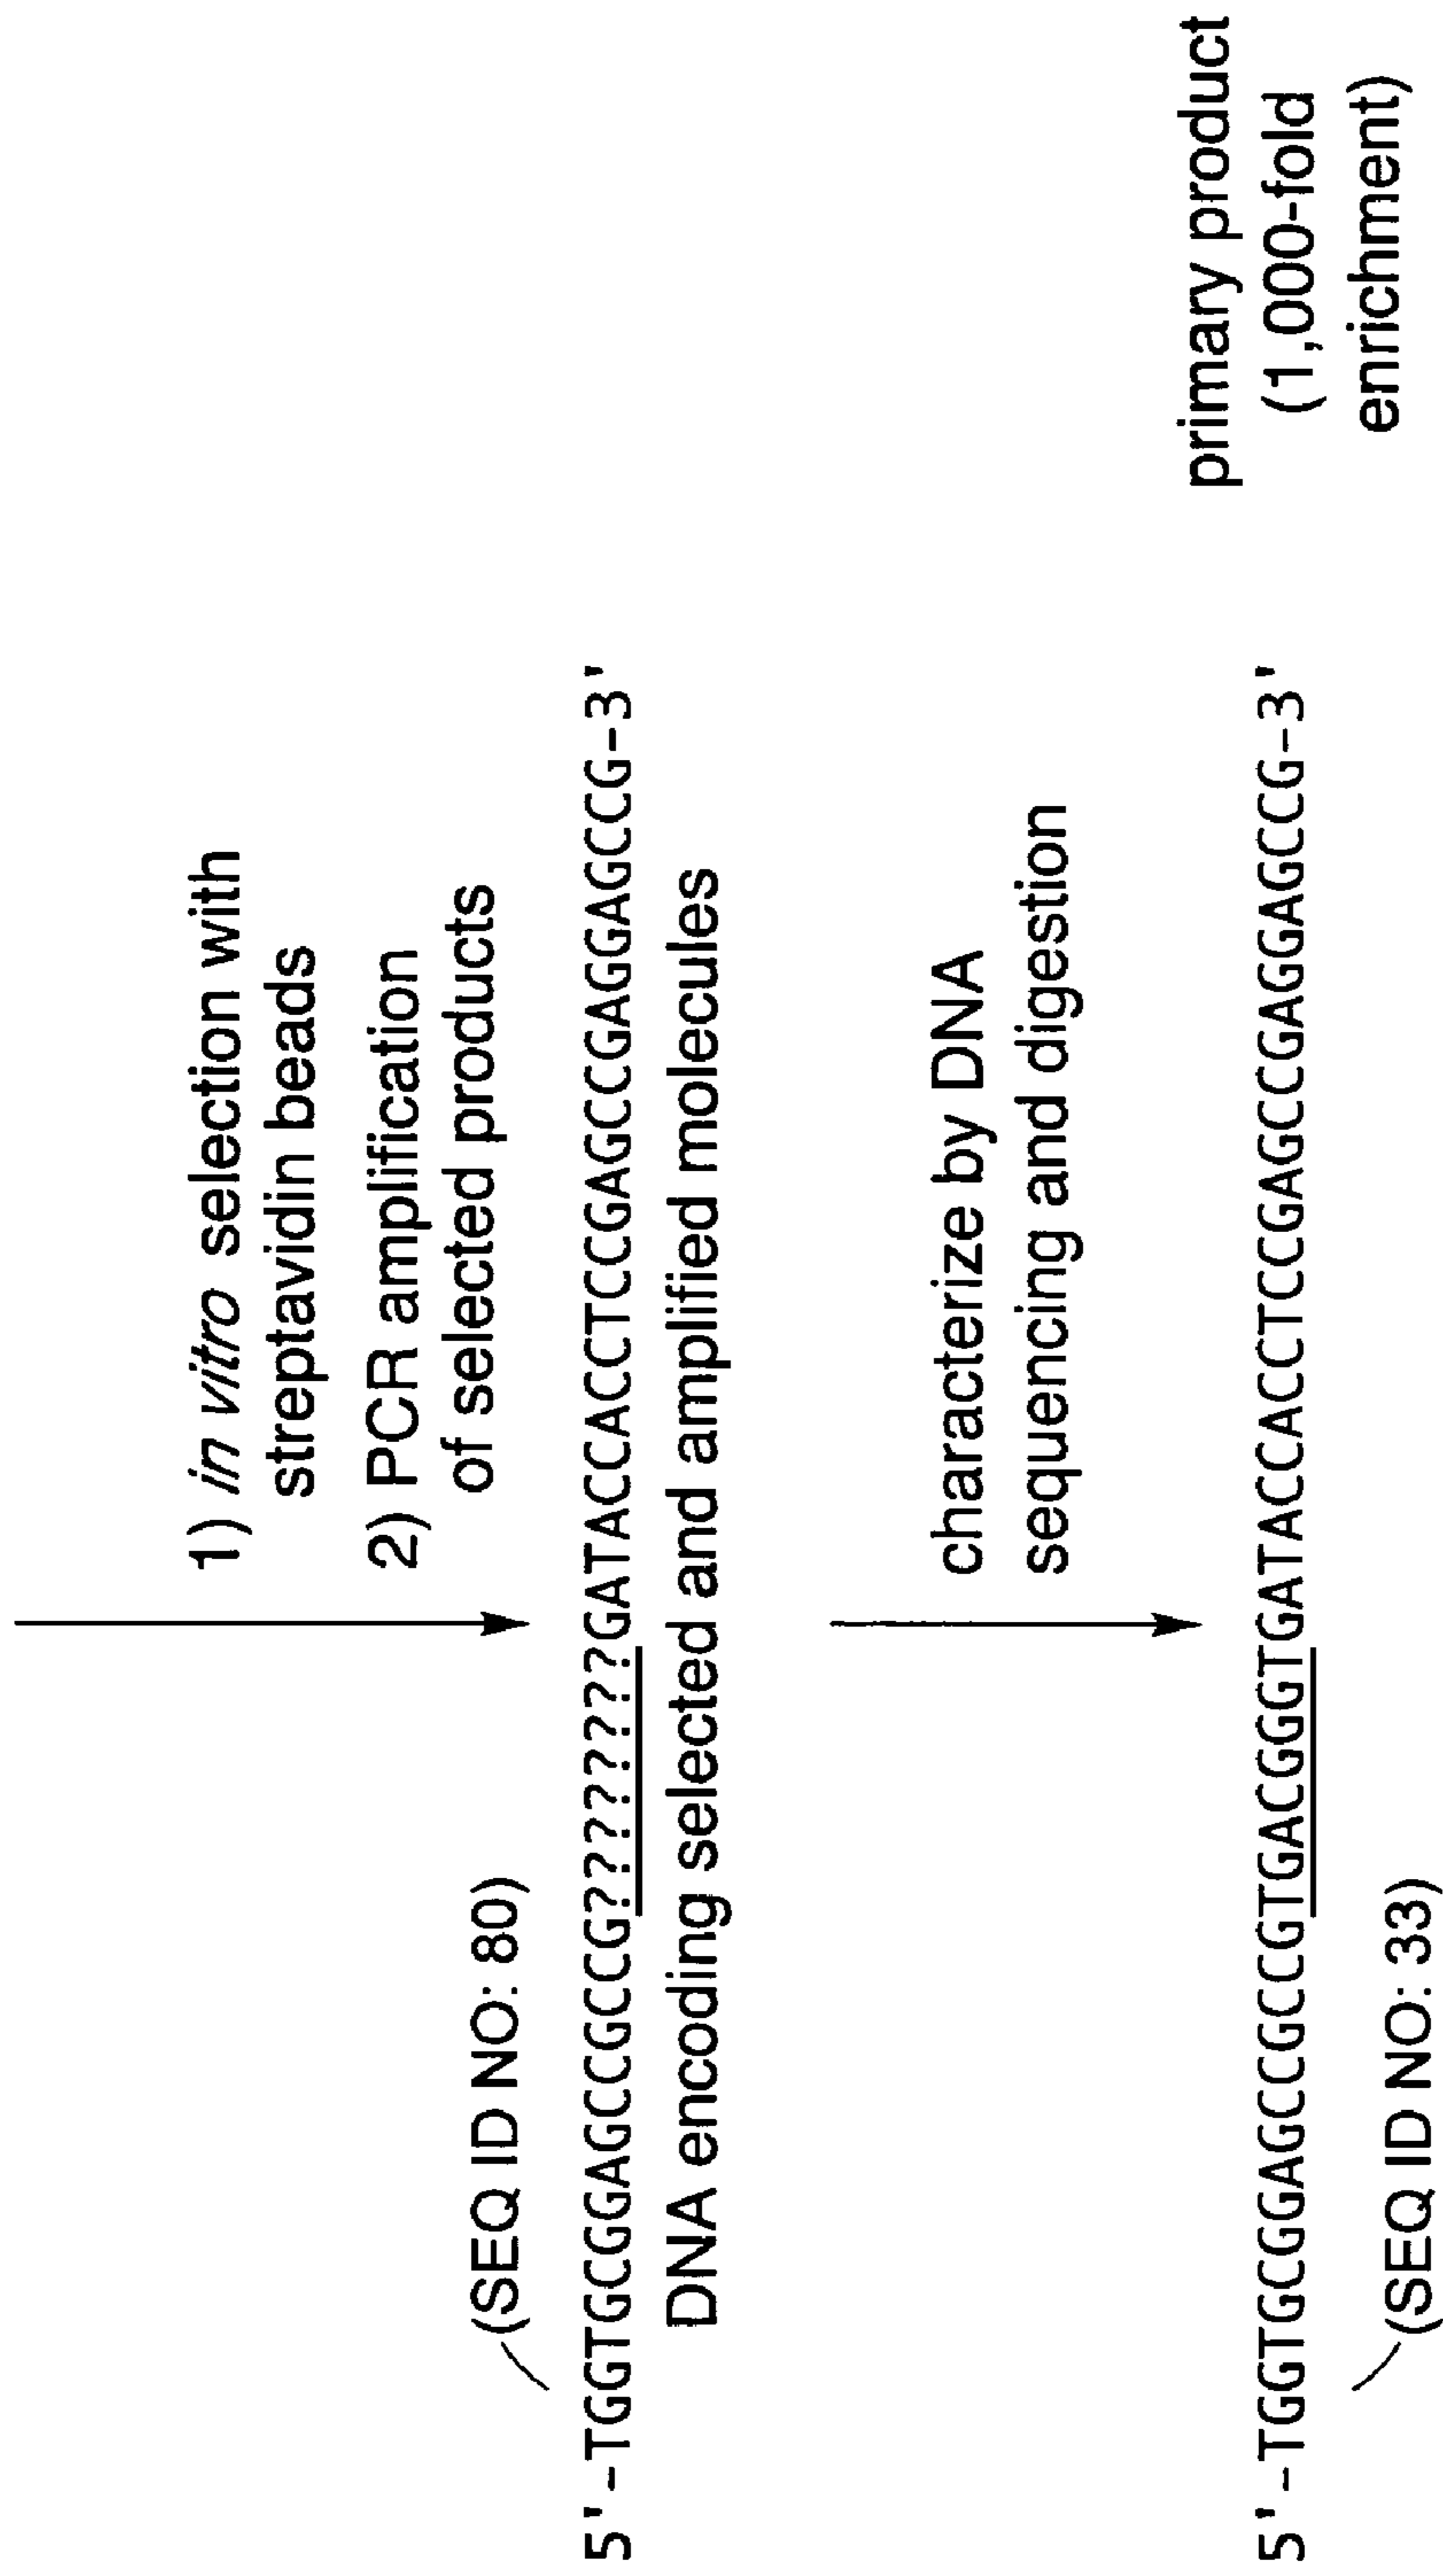 1) in vitro selection with
streptavidin beads
2) PCR amplification
of selected products
(SEQ ID NO: 80)
5'-TGGTGCGGAGCCGCCG????????GATACCACCTCCGAGCCGAGGAGCCG-3'
DNA encoding selected and amplified molecules
characterize by DNA
sequencing and digestion
primary product
(1,000-fold
enrichment)
5'-TGGTGCGGAGCCGCCGTGACGGGTGATACCACCTCCGAGCCGAGGAGCCG-3'
(SEQ ID NO: 33)